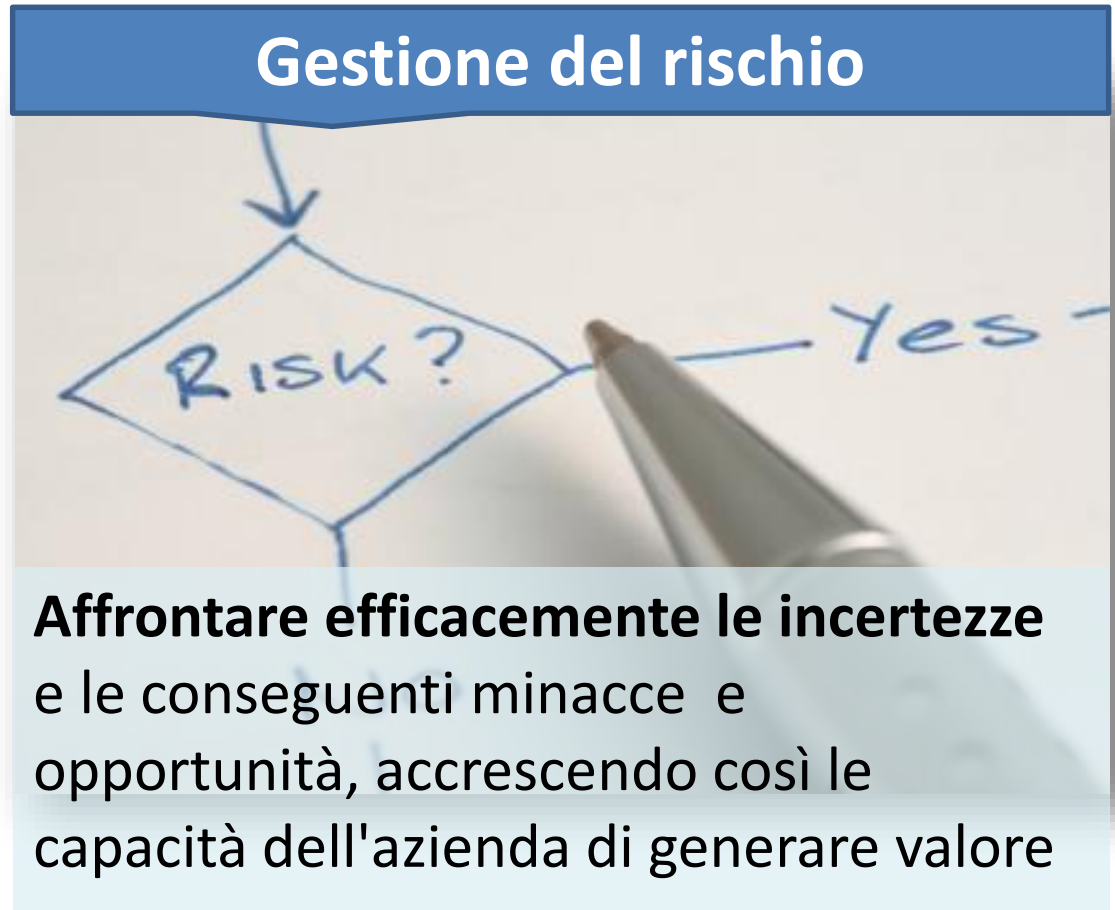 Gestione del rischio
RISK?
Yes
Affrontare efficacemente le incertezze
e le conseguenti minacce e
opportunità, accrescendo così le
capacità dell'azienda di generare valore